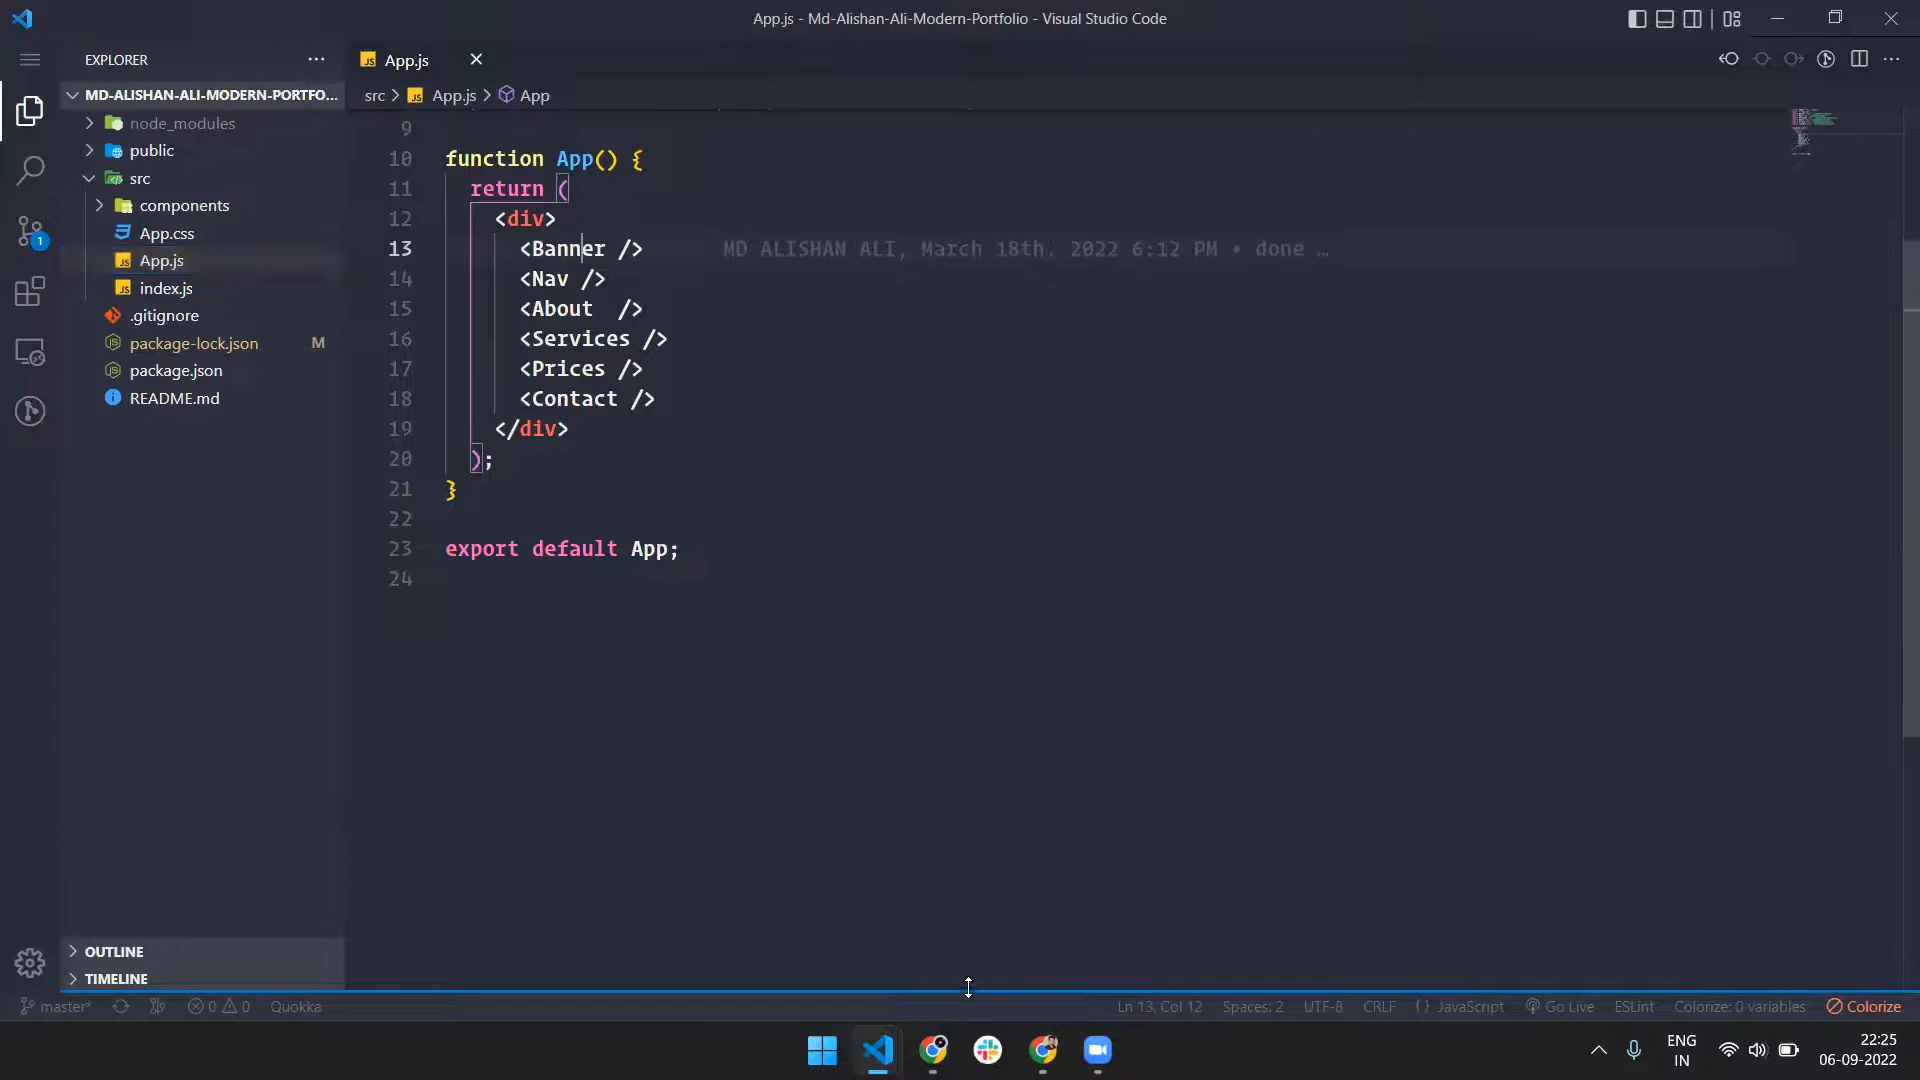 App.js - Md-Alishan-Ali-Modern-Portfolio - Visual Studio Code
EXPLORER
App.js
MD-ALISHAN-ALI-MODERN-PORTFO...
src > App.js > App
node_modules
public
src
components
App.css
App.js
index.js
.gitignore
package-lock.json M
package.json
README.md
OUTLINE
TIMELINE
9
10 function App() {
11 return (
12 <div>
13 <Banner /> MD ALISHAN ALI, March 18th, 2022 6:12 PM • done …
14 <Nav />
15 <About  />
16 <Services />
17 <Prices />
18 <Contact />
19 </div>
20 );
21 }
22
23 export default App;
24
1
master* 0 0 Quokka Ln 13, Col 12 Spaces: 2 UTF-8 CRLF { } JavaScript Go Live ESLint Colorize: 0 variables Colorize
ENG
IN
22:25
06-09-2022